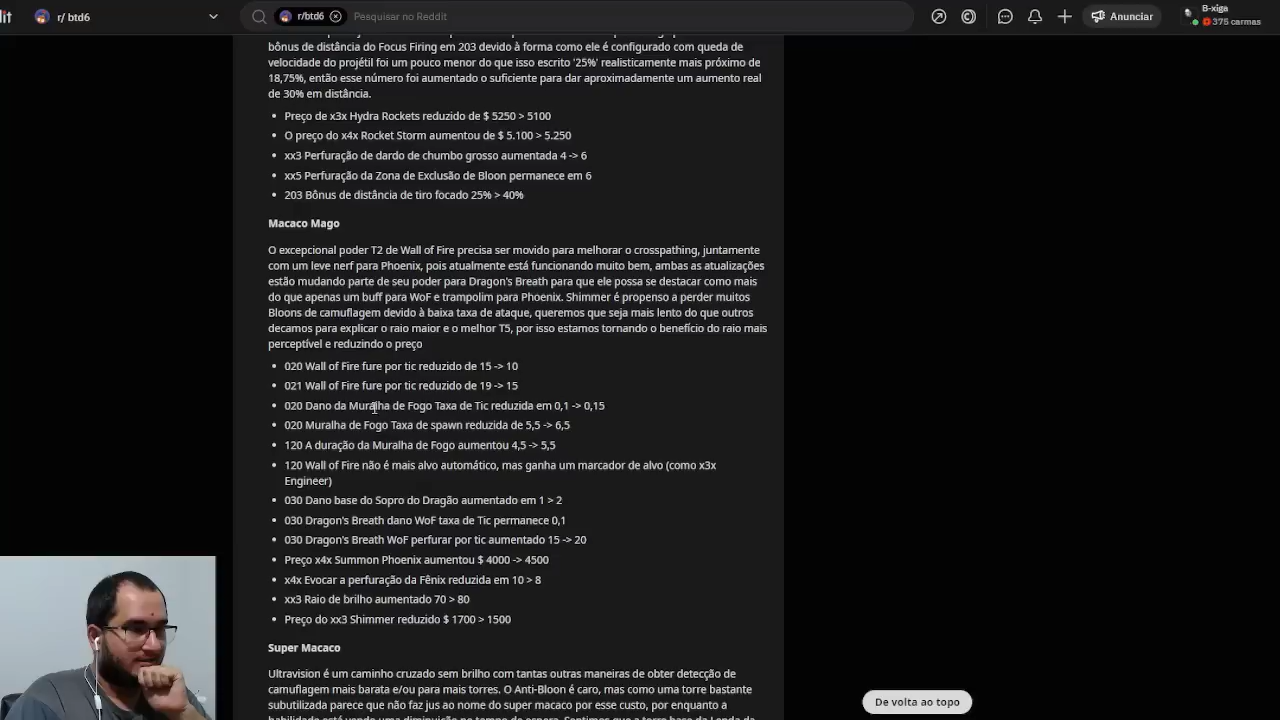 r/ btd6
r/btd6
Pesquisar no Reddit
Anunciar
B-xiga
375 carmas
bônus de distância do Focus Firing em 203 devido à forma como ele é configurado com queda de
velocidade do projétil foi um pouco menor do que isso escrito '25%' realisticamente mais próximo de
18,75%, então esse número foi aumentado o suficiente para dar aproximadamente um aumento real
de 30% em distância.
• Preço de x3x Hydra Rockets reduzido de $ 5250 > 5100
• O preço do x4x Rocket Storm aumentou de $ 5.100 > 5.250
• xx3 Perfuração de dardo de chumbo grosso aumentada 4 -> 6
• xx5 Perfuração da Zona de Exclusão de Bloon permanece em 6
• 203 Bônus de distância de tiro focado 25% > 40%
Macaco Mago
O excepcional poder T2 de Wall of Fire precisa ser movido para melhorar o crosspathing, juntamente
com um leve nerf para Phoenix, pois atualmente está funcionando muito bem, ambas as atualizações
estão mudando parte de seu poder para Dragon's Breath para que ele possa se destacar como mais
do que apenas um buff para WoF e trampolim para Phoenix. Shimmer é propenso a perder muitos
Bloons de camuflagem devido à baixa taxa de ataque, queremos que seja mais lento do que outros
decamos para explicar o raio maior e o melhor T5, por isso estamos tornando o benefício do raio mais
perceptível e reduzindo o preço
• 020 Wall of Fire fure por tic reduzido de 15 -> 10
• 021 Wall of Fire fure por tic reduzido de 19 -> 15
• 020 Dano da Muralha de Fogo Taxa de Tic reduzida em 0,1 -> 0,15
• 020 Muralha de Fogo Taxa de spawn reduzida de 5,5 -> 6,5
• 120 A duração da Muralha de Fogo aumentou 4,5 -> 5,5
• 120 Wall of Fire não é mais alvo automático, mas ganha um marcador de alvo (como x3x
Engineer)
• 030 Dano base do Sopro do Dragão aumentado em 1 > 2
• 030 Dragon's Breath dano WoF taxa de Tic permanece 0,1
• 030 Dragon's Breath WoF perfurar por tic aumentado 15 -> 20
• Preço x4x Summon Phoenix aumentou $ 4000 -> 4500
• x4x Evocar a perfuração da Fênix reduzida em 10 > 8
• xx3 Raio de brilho aumentado 70 > 80
• Preço do xx3 Shimmer reduzido $ 1700 > 1500
Super Macaco
Ultravision é um caminho cruzado sem brilho com tantas outras maneiras de obter detecção de
camuflagem mais barata e/ou para mais torres. O Anti-Bloon é caro, mas como uma torre bastante
subutilizada parece que não faz jus ao nome do super macaco por esse custo, por enquanto a
De volta ao topo